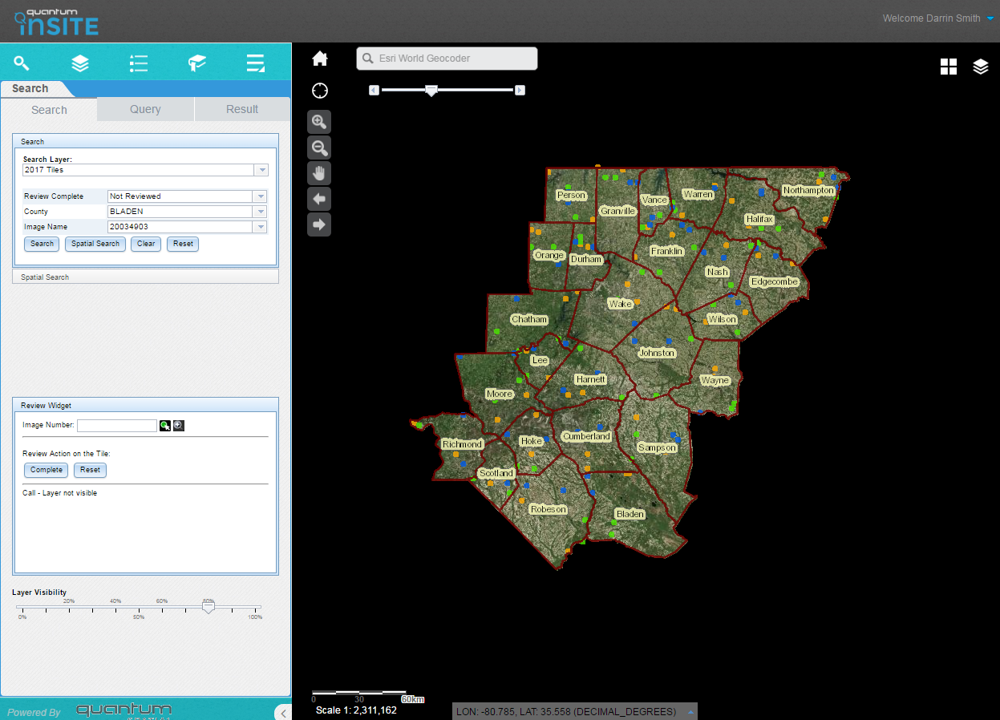 quantum
inSITE
Welcome Darrin Smith
Search
Search
Query
Result
Search
Search Layer:
2017 Tiles
Review Complete
Not Reviewed
County
BLADEN
Image Name
20034903
Search
Spatial Search
Clear
Reset
Spatial Search
Review Widget
Image Number:
Review Action on the Tile:
Complete
Reset
Call - Layer not visible
Layer Visibility
20%
40%
60%
80%
0%
50%
100%
Powered By
quantum
Esri World Geocoder
Person
Granville
Vance
Warren
Northampton
Halifax
Orange
Durham
Franklin
Nash
Edgecombe
Wake
Chatham
Wilson
Johnston
Lee
Harnett
Wayne
Moore
Richmond
Hoke
Cumberland
Sampson
Scotland
Robeson
Bladen
0
30
60km
Scale 1: 2,311,162
LON: -80.785, LAT: 35.558 (DECIMAL_DEGREES)